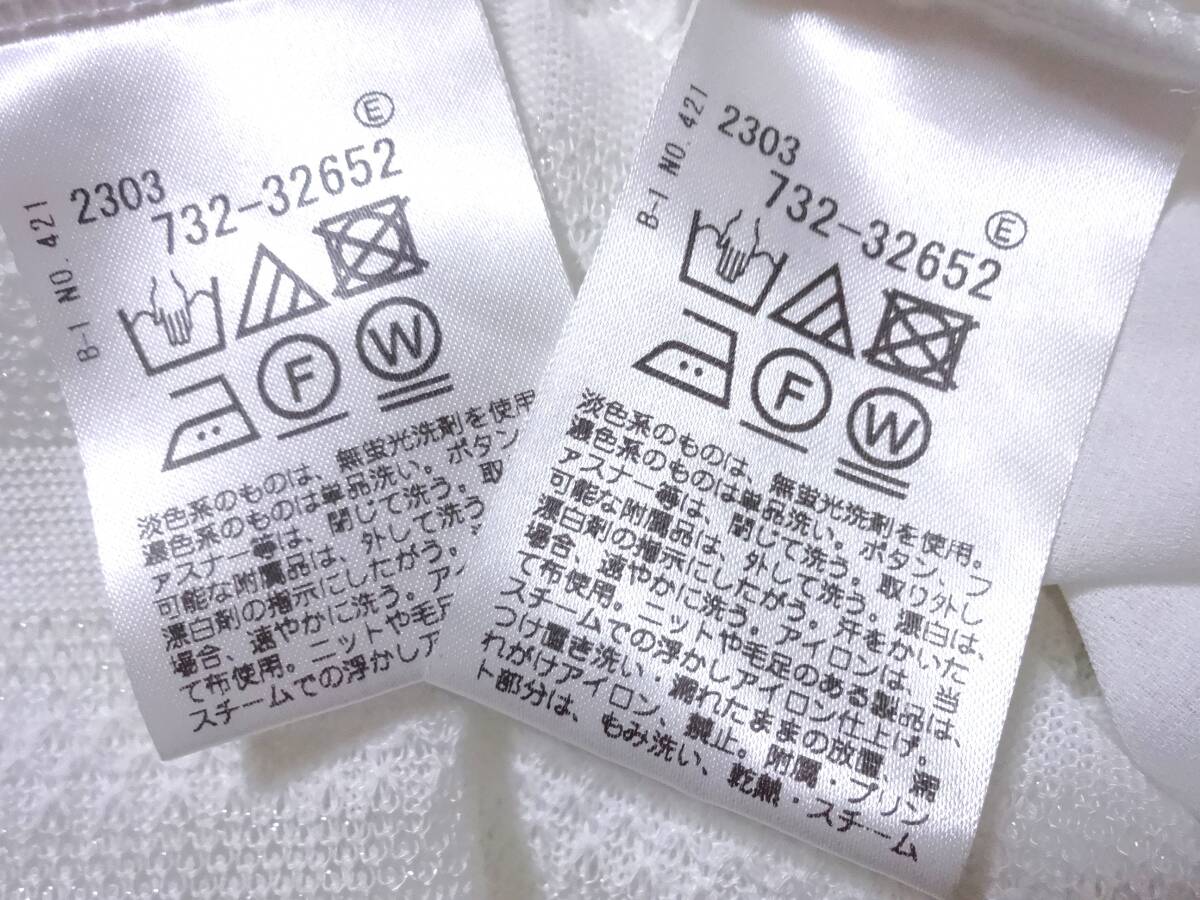 E
2303
732-32652
B-1 NO. 421
F
W
淡色系のものは、無蛍光洗剤を使用
濃色系のものは単品洗い。ボタン
ァスナー等は、閉じて洗う。取
可能な附属品は、外して洗う
漂白剤の指示にしたがう。
場合、速やかに洗う。ア
て布使用。ニットや毛
スチームでの浮かしア
2303
E
732-32652
B-1 NO. 421
F
W
淡色系のものは、無蛍光洗剤を使用。
濃色系のものは単品洗い。ボタン、フ
ァスナー等は、閉じて洗う。取り外し
可能な附属品は、外して洗う。漂白は、
漂白剤の指示にしたがう。汗をかいた
場合、速やかに洗う。アイロンは、当
て布使用。ニットや毛足のある製品は、
スチームでの浮かしアイロン仕上げ。
つけ置き洗い・濡れたままの放置、濡
れがけアイロン、禁止。附属・プリン
ト部分は、もみ洗い、乾熱・スチーム